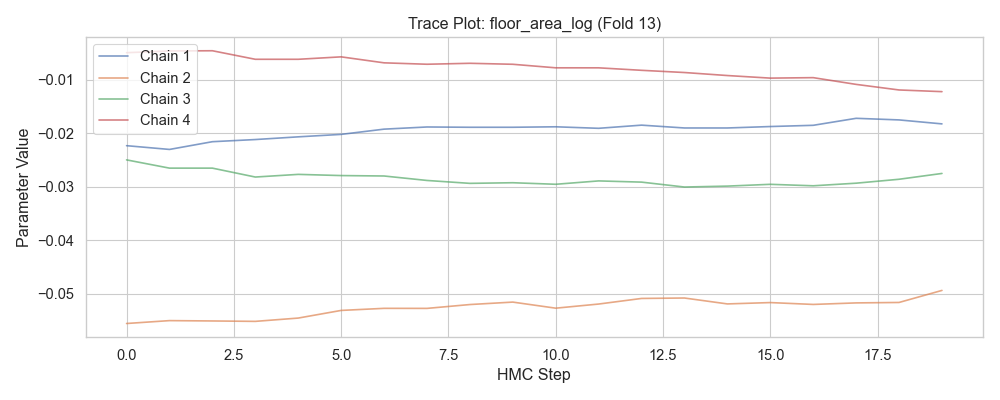 Trace Plot: floor_area_log (Fold 13)
Chain 1
Chain 2
Chain 3
Chain 4
Parameter Value
−0.01
−0.02
−0.03
−0.04
−0.05
0.0 2.5 5.0 7.5 10.0 12.5 15.0 17.5
HMC Step